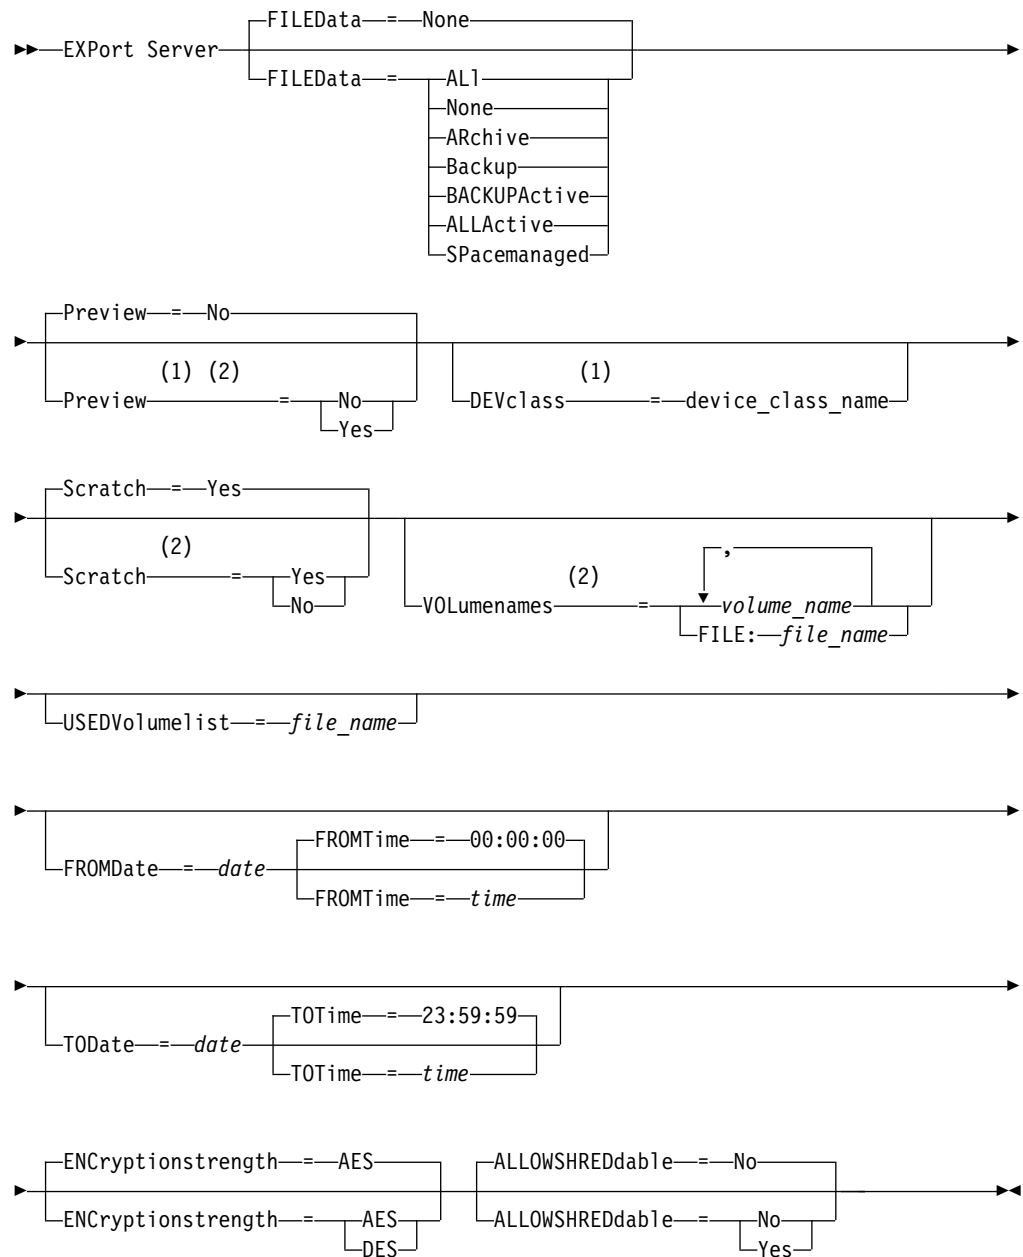 FILEData = None
EXPort Server
FILEData = ALl
None
ARchive
Backup
BACKUPActive
ALLActive
SPacemanaged
Preview = No
(1) (2)
Preview = No
Yes
(1)
DEVclass = device_class_name
Scratch = Yes
(2)
Scratch = Yes
No
,
(2)
VOLumenames = volume_name
FILE: file_name
USEDVolumelist = file_name
FROMTime = 00:00:00
FROMDate = date
FROMTime = time
TOTime = 23:59:59
TODate = date
TOTime = time
ENCryptionstrength = AES
ENCryptionstrength = AES
DES
ALLOWSHREDdable = No
ALLOWSHREDdable = No
Yes